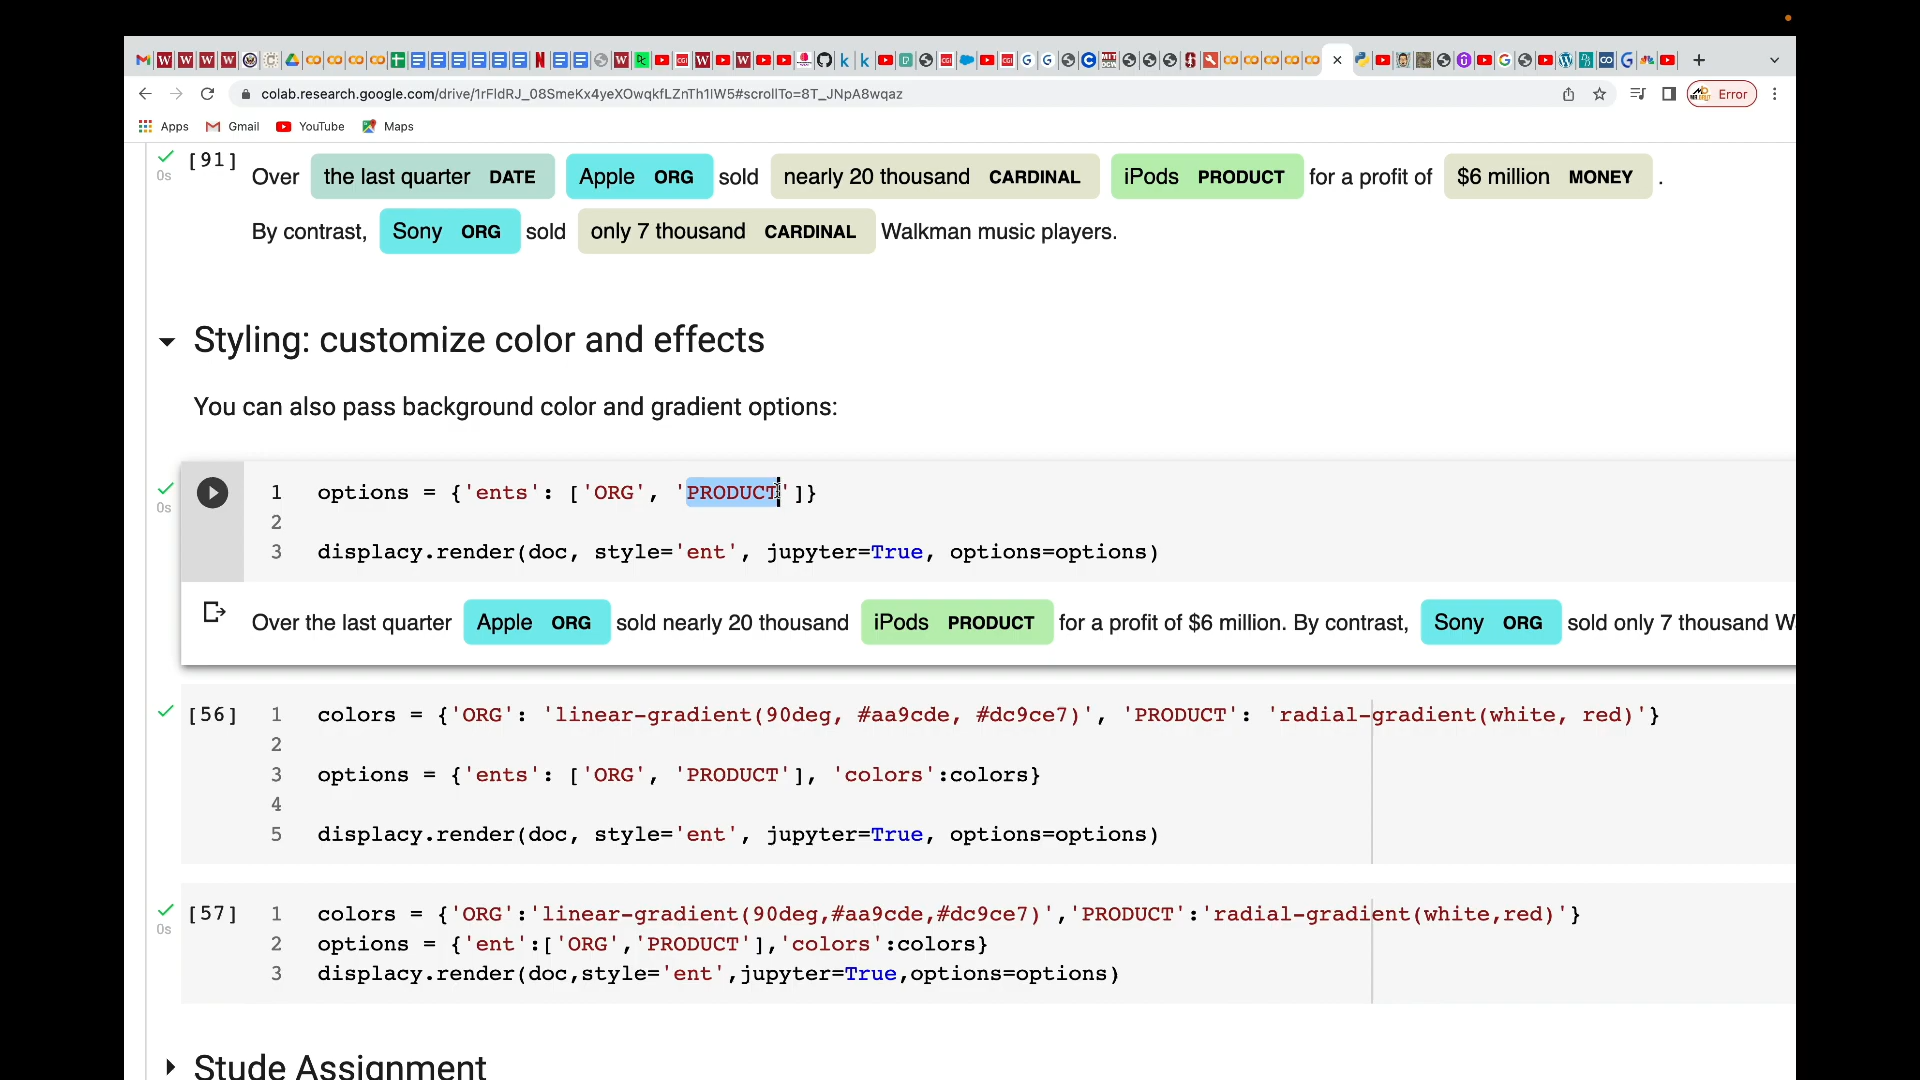 colab.research.google.com/drive/1rFldRJ_08SmeKx4yeXOwqkfLZnTh1lW5#scrollTo=8T_JNpA8wqaz
Error
Apps Gmail YouTube Maps
[91] Over the last quarter DATE Apple ORG sold nearly 20 thousand CARDINAL iPods PRODUCT for a profit of $6 million MONEY .
0s
By contrast, Sony ORG sold only 7 thousand CARDINAL Walkman music players.
Styling: customize color and effects
You can also pass background color and gradient options:
1 options = {'ents': ['ORG', 'PRODUCT']}
0s
2
3 displacy.render(doc, style='ent', jupyter=True, options=options)
Over the last quarter Apple ORG sold nearly 20 thousand iPods PRODUCT for a profit of $6 million. By contrast, Sony ORG sold only 7 thousand W
[56] 1 colors = {'ORG': 'linear-gradient(90deg, #aa9cde, #dc9ce7)', 'PRODUCT': 'radial-gradient(white, red)'}
2
3 options = {'ents': ['ORG', 'PRODUCT'], 'colors':colors}
4
5 displacy.render(doc, style='ent', jupyter=True, options=options)
[57] 1 colors = {'ORG':'linear-gradient(90deg,#aa9cde,#dc9ce7)','PRODUCT':'radial-gradient(white,red)'}
0s
2 options = {'ent':['ORG','PRODUCT'],'colors':colors}
3 displacy.render(doc,style='ent',jupyter=True,options=options)
Stude Assignment